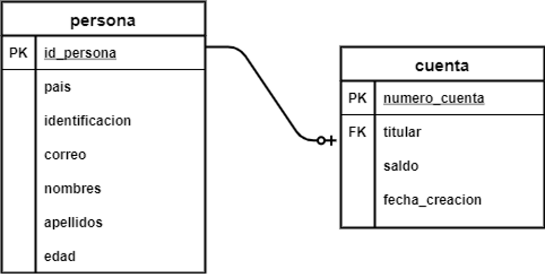 persona
PK id_persona
pais
identificacion
correo
nombres
apellidos
edad
cuenta
PK numero_cuenta
FK titular
saldo
fecha_creacion